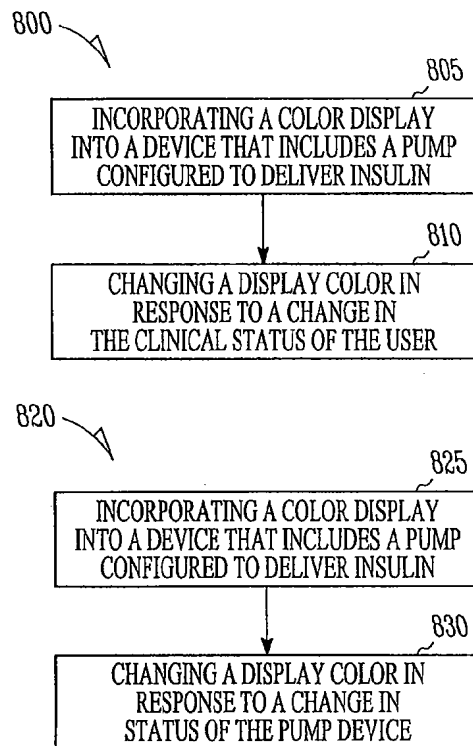 800
805
INCORPORATING A COLOR DISPLAY
INTO A DEVICE THAT INCLUDES A PUMP
CONFIGURED TO DELIVER INSULIN
810
CHANGING A DISPLAY COLOR IN
RESPONSE TO A CHANGE IN
THE CLINICAL STATUS OF THE USER
820
825
INCORPORATING A COLOR DISPLAY
INTO A DEVICE THAT INCLUDES A PUMP
CONFIGURED TO DELIVER INSULIN
830
CHANGING A DISPLAY COLOR IN
RESPONSE TO A CHANGE IN
STATUS OF THE PUMP DEVICE